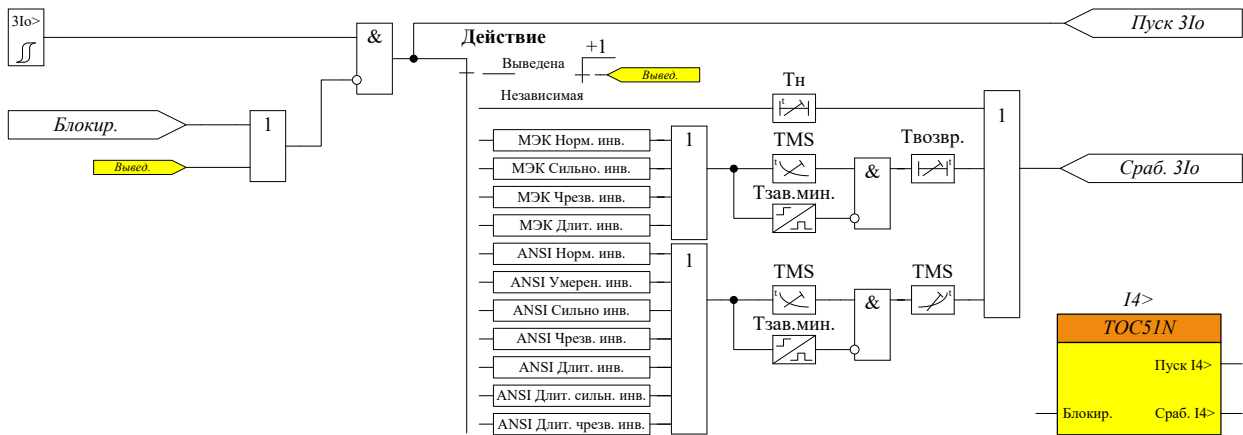 3Io>
&
Действие
+1
Пуск 3Io
Выведена
Вывед.
Независимая
Тн
1
Блокир.
1
Вывед.
МЭК Норм. инв.
1
TMS
Твозвр.
МЭК Сильно. инв.
&
Сраб. 3Io
МЭК Чрезв. инв.
Тзав.мин.
МЭК Длит. инв.
ANSI Норм. инв.
1
TMS
TMS
ANSI Умерен. инв.
&
ANSI Сильно инв.
Тзав.мин.
ANSI Чрезв. инв.
ANSI Длит. инв.
ANSI Длит. сильн. инв.
ANSI Длит. чрезв. инв.
I4>
TOC51N
Пуск I4>
Блокир.
Сраб. I4>